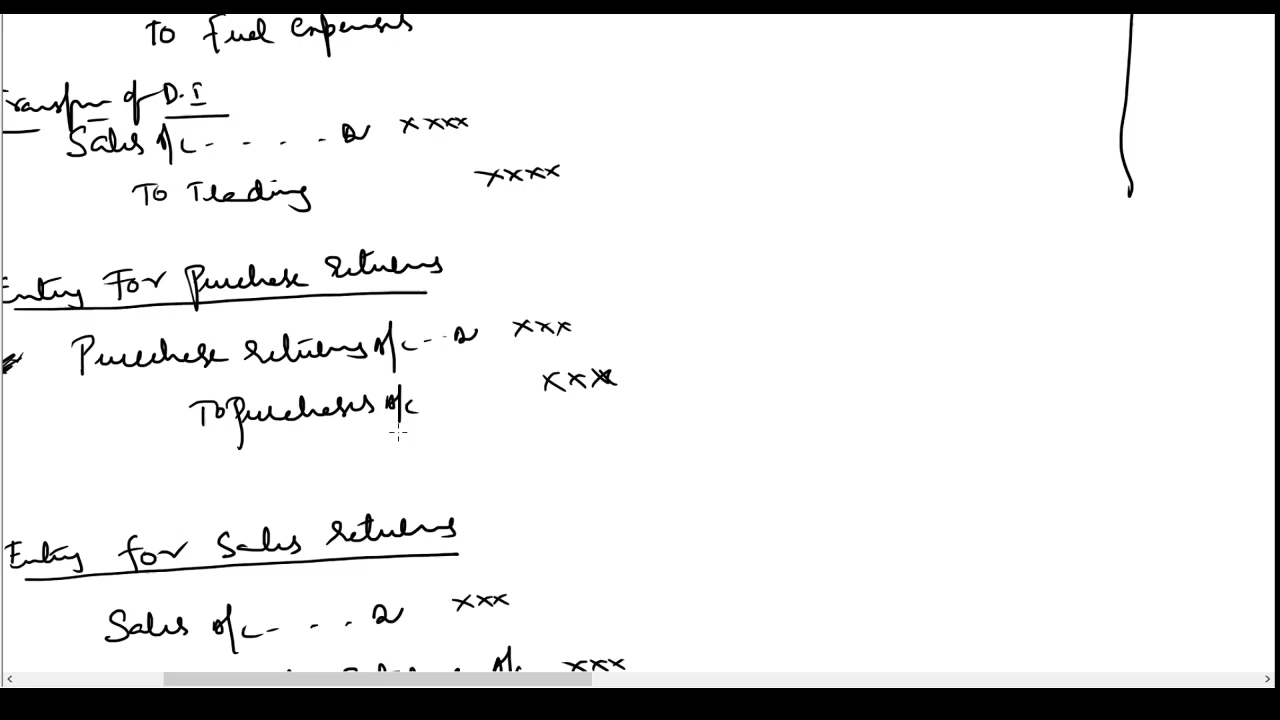 To Fuel Expenses
Transfer of D.I
Sales A/c - - - - . Dr xxxx
To Trading xxxx
Entry For Purchase returns
Purchase returns A/c - - . Dr xxx
To purchases A/c xxx
Entry for Sales returns
Sales A/c - . . . Dr xxx
A/c xxx